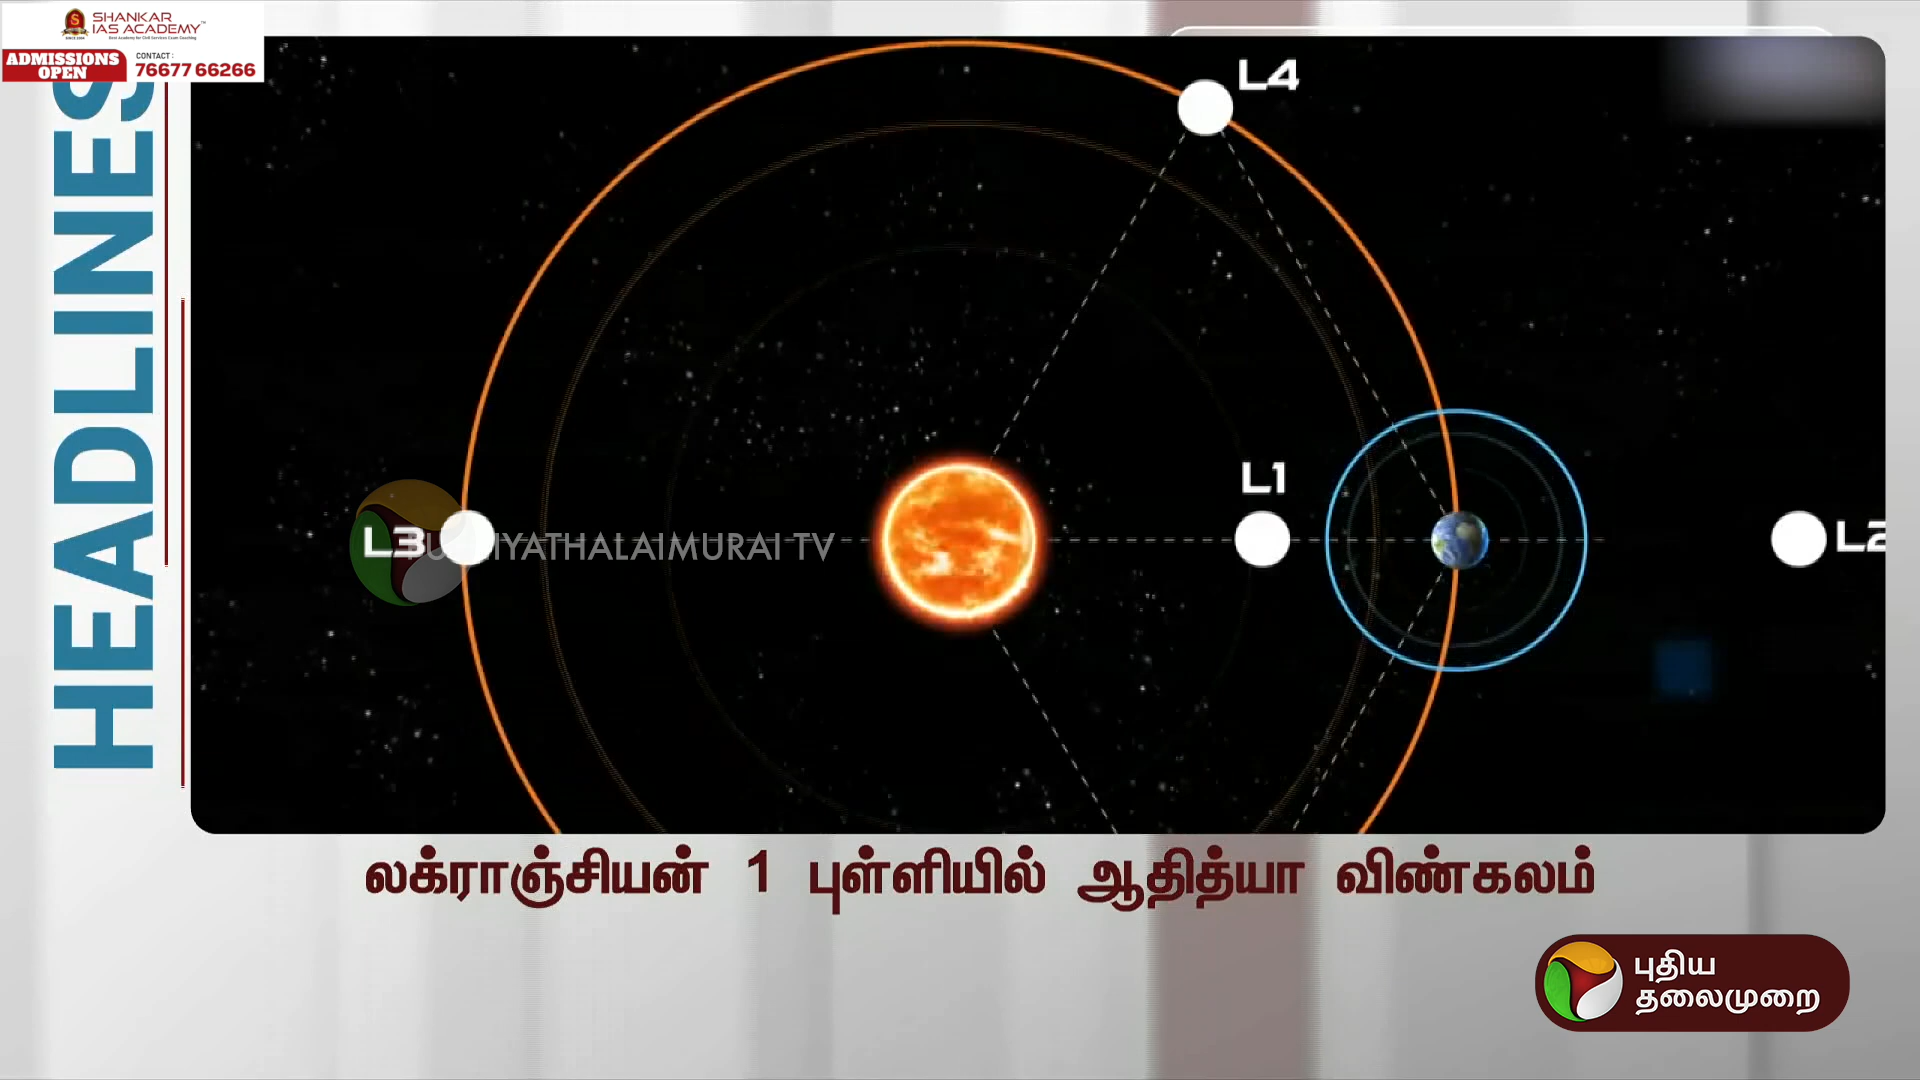 SHANKAR
IAS ACADEMY
ADMISSIONS
OPEN
CONTACT :
76677 66266
HEADLINES
L4
L1
L3
L2
PUTHIYATHALAIMURAI TV
லக்ராஞ்சியன் 1 புள்ளியில் ஆதித்யா விண்கலம்
புதிய
தலைமுறை